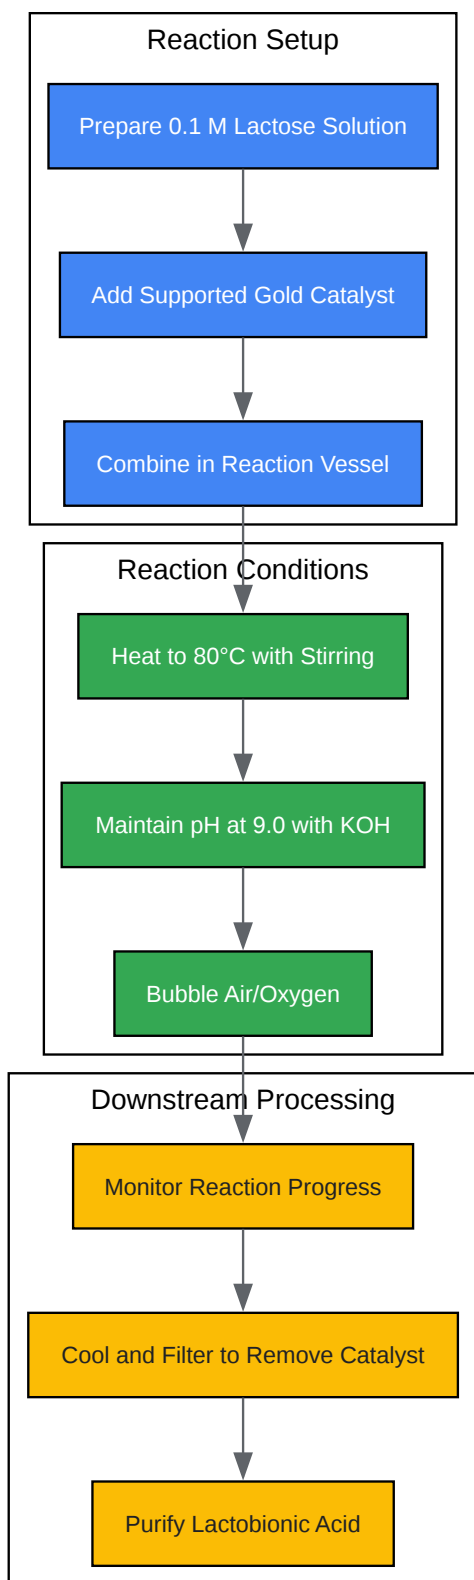 Reaction Setup
Prepare 0.1 M Lactose Solution
Add Supported Gold Catalyst
Combine in Reaction Vessel
Reaction Conditions
Heat to 80°C with Stirring
Maintain pH at 9.0 with KOH
Bubble Air/Oxygen
Downstream Processing
Monitor Reaction Progress
Cool and Filter to Remove Catalyst
Purify Lactobionic Acid